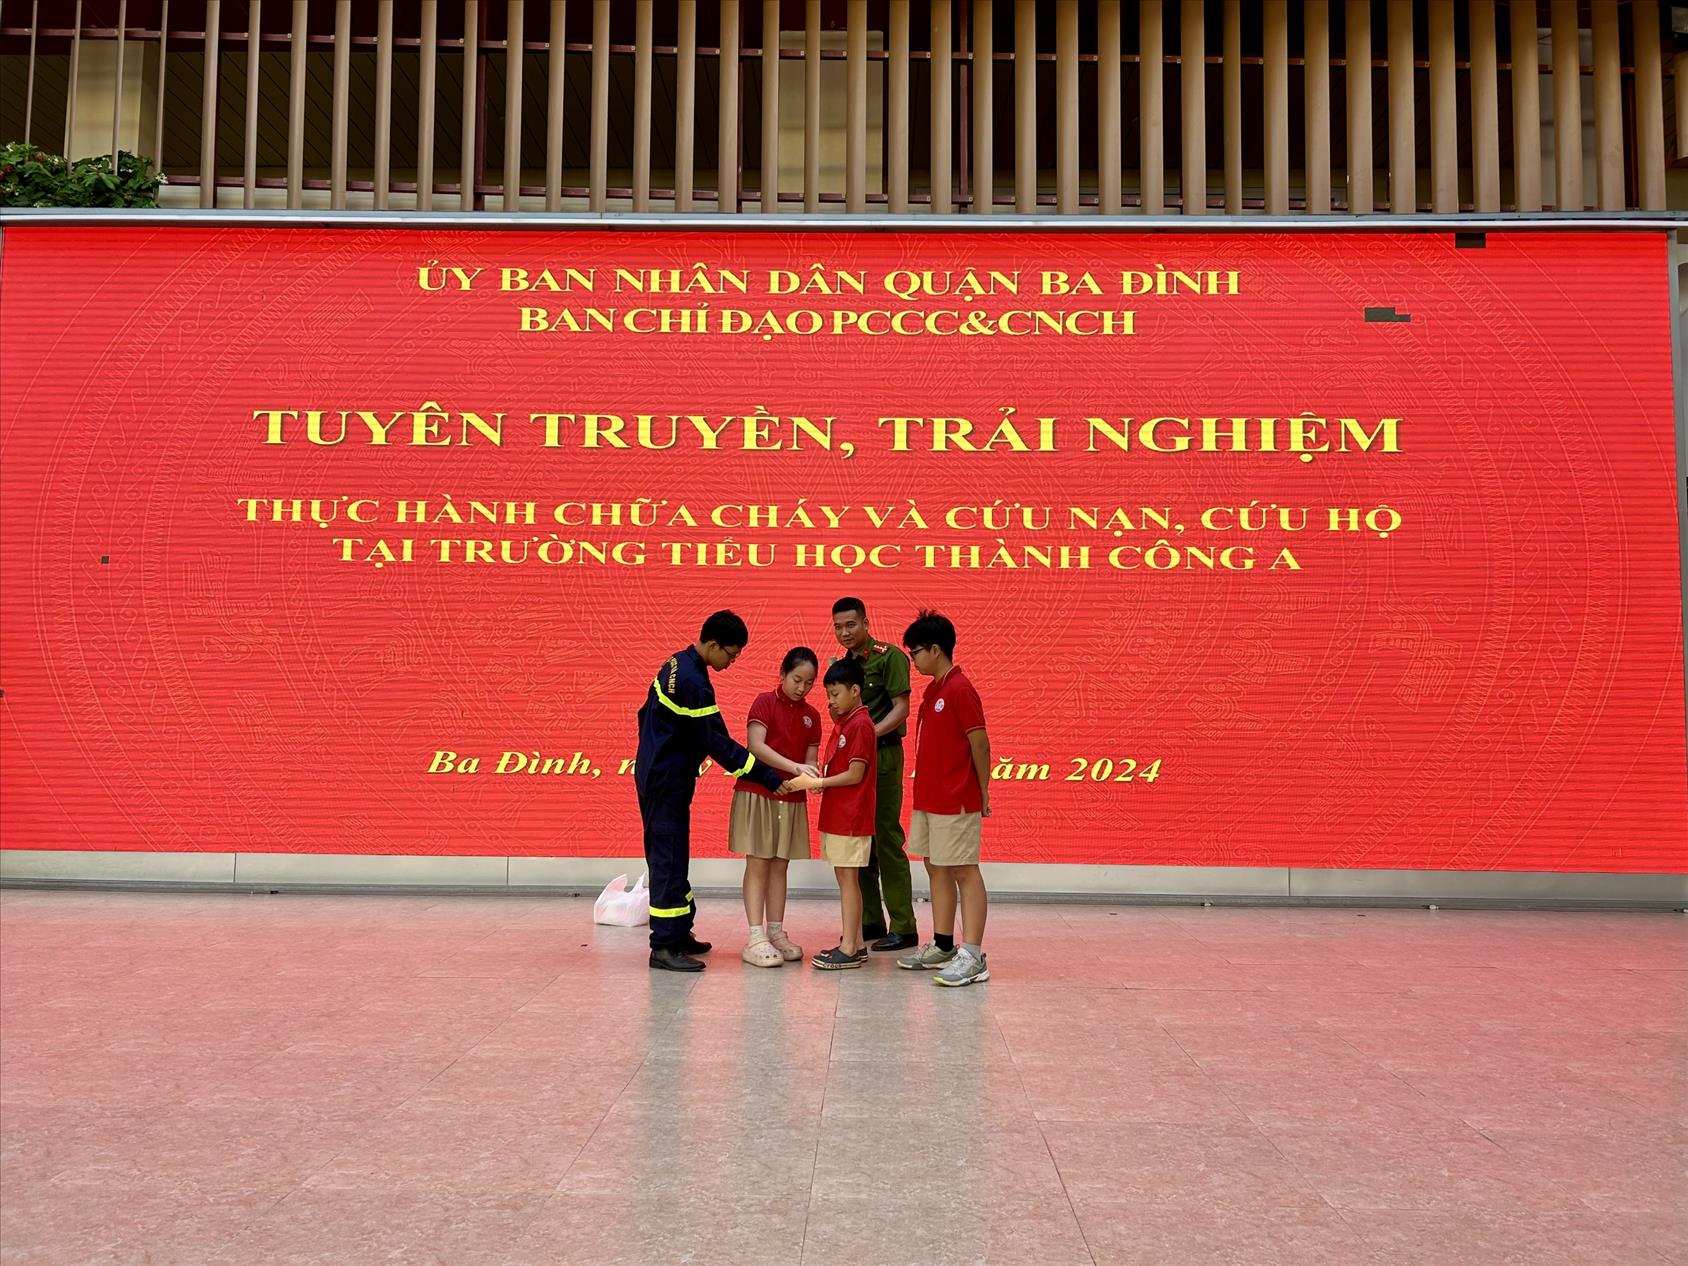 ỦY BAN NHÂN DÂN QUẬN BA ĐÌNH
BAN CHỈ ĐẠO PCCC&CNCH
TUYÊN TRUYỀN, TRẢI NGHIỆM
THỰC HÀNH CHỮA CHÁY VÀ CỨU NẠN, CỨU HỘ
TẠI TRƯỜNG TIỂU HỌC THÀNH CÔNG A
Ba Đình, 2024